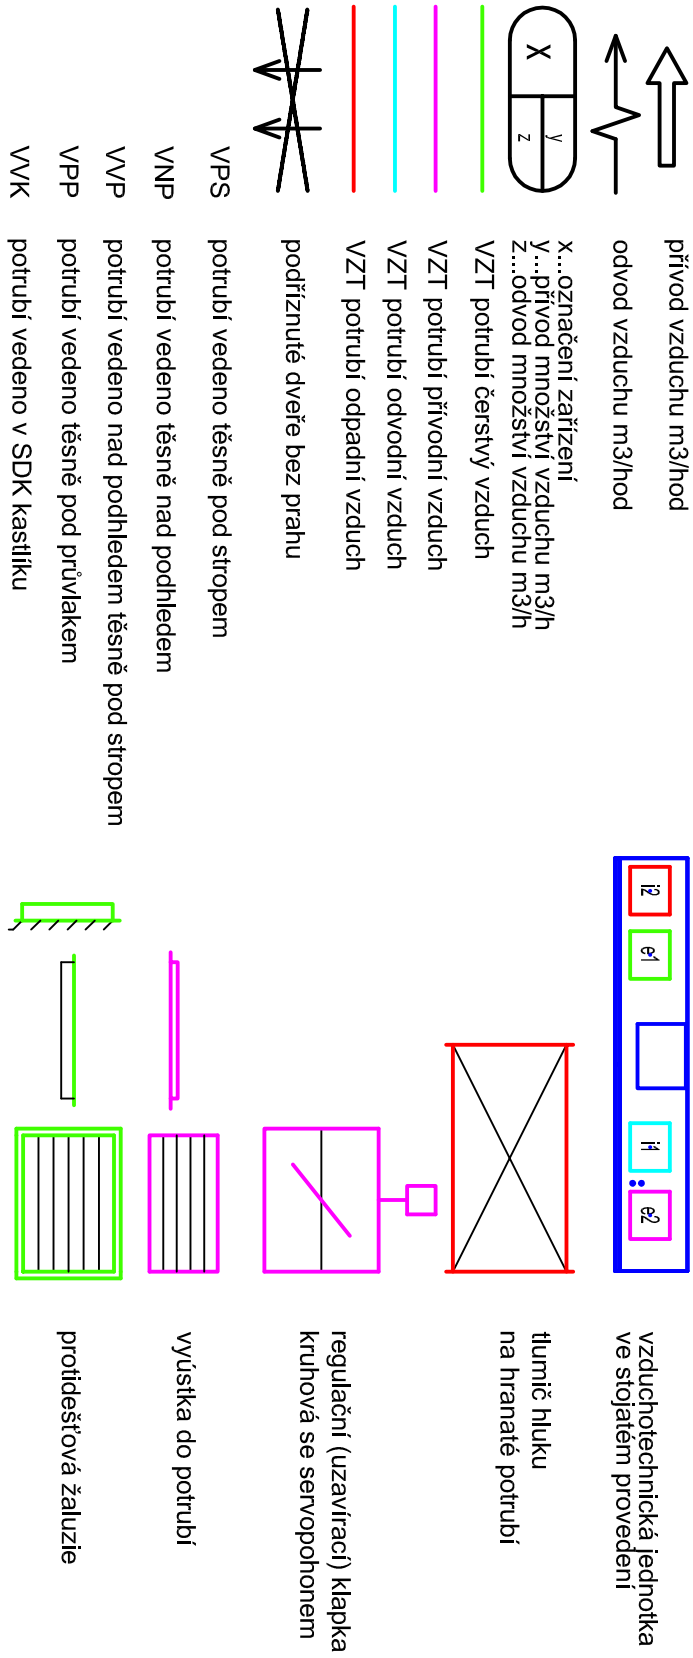 přívod vzduchu m3/hod
odvod vzduchu m3/hod
X
y
z
x...označení zařízení
y...přívod množství vzduchu m3/h
z...odvod množství vzduchu m3/h
VZT potrubí čerstvý vzduch
VZT potrubí přívodní vzduch
VZT potrubí odvodní vzduch
VZT potrubí odpadní vzduch
podříznuté dveře bez prahu
VPS potrubí vedeno těsně pod stropem
VNP potrubí vedeno těsně nad podhledem
VVP potrubí vedeno nad podhledem těsně pod stropem
VPP potrubí vedeno těsně pod průvlakem
VVK potrubí vedeno v SDK kastlíku
i2
e1
i1
e2
vzduchotechnická jednotka
ve stojatém provedení
tlumič hluku
na hranaté potrubí
regulační (uzavírací) klapka
kruhová se servopohonem
vyústka do potrubí
protidešťová žaluzie